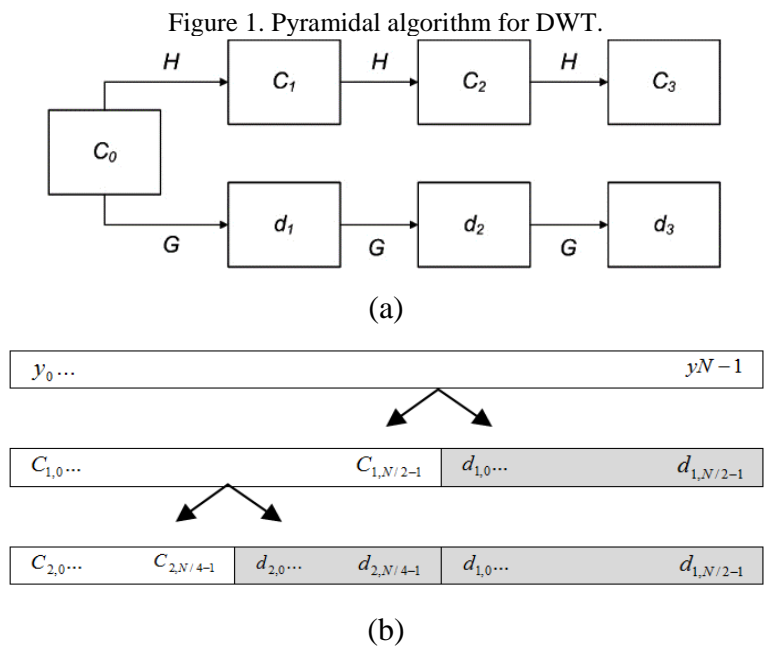 Figure 1. Pyramidal algorithm for DWT.
H H H
C₁ C₂ C₃
C₀
d₁ d₂ d₃
G G G
(a)
y₀... yN−1
C₁,₀... C₁,N/2−1 d₁,₀... d₁,N/2−1
C₂,₀... C₂,N/4−1 d₂,₀... d₂,N/4−1 d₁,₀... d₁,N/2−1
(b)